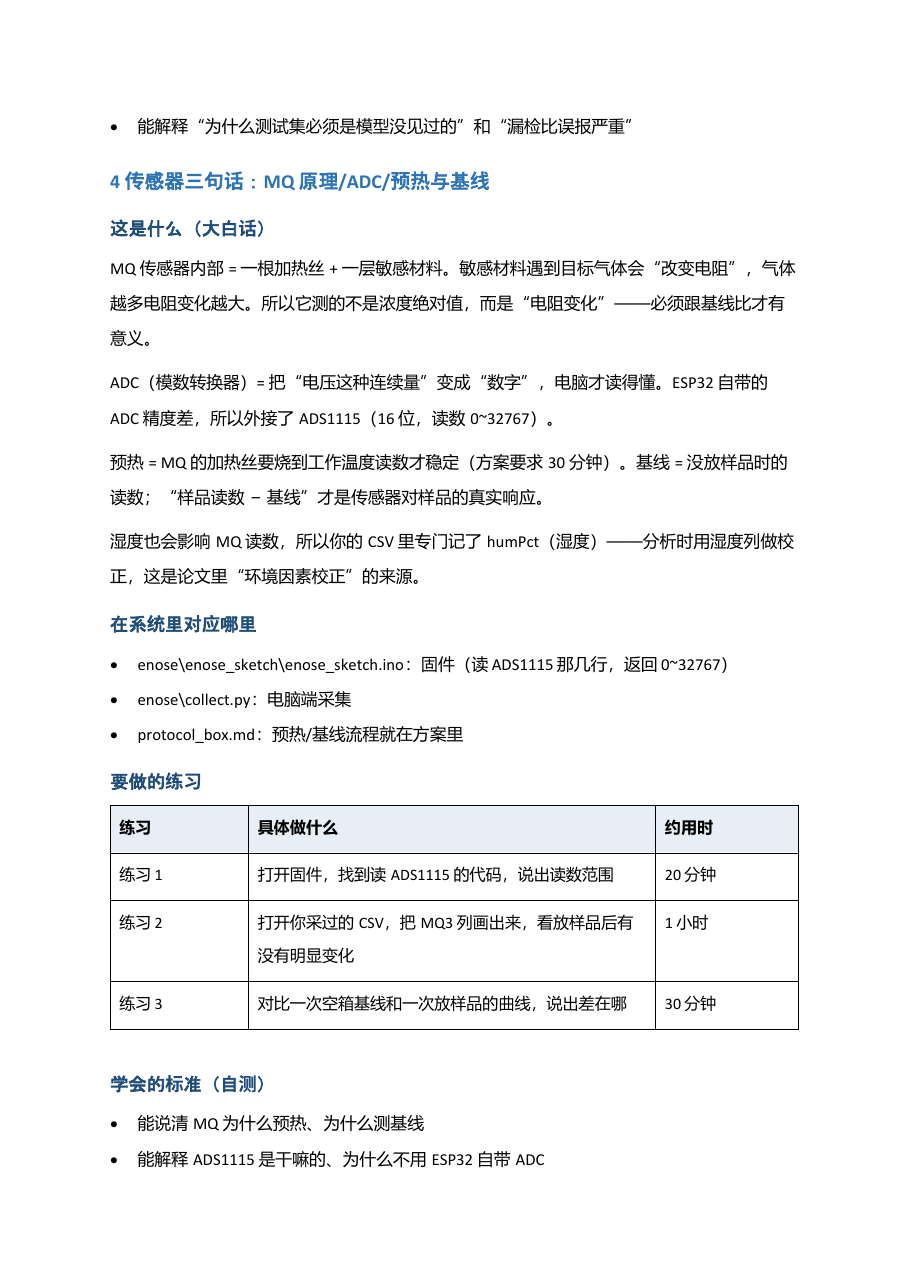 • 能解释“为什么测试集必须是模型没见过的”和“漏检比误报严重”
4 传感器三句话：MQ 原理/ADC/预热与基线
这是什么（大白话）
MQ 传感器内部 = 一根加热丝 + 一层敏感材料。敏感材料遇到目标气体会“改变电阻”，气体
越多电阻变化越大。所以它测的不是浓度绝对值，而是“电阻变化”——必须跟基线比才有
意义。
ADC（模数转换器）= 把“电压这种连续量”变成“数字”，电脑才读得懂。ESP32 自带的
ADC 精度差，所以外接了 ADS1115（16 位，读数 0~32767）。
预热 = MQ 的加热丝要烧到工作温度读数才稳定（方案要求 30 分钟）。基线 = 没放样品时的
读数；“样品读数 − 基线”才是传感器对样品的真实响应。
湿度也会影响 MQ 读数，所以你的 CSV 里专门记了 humPct（湿度）——分析时用湿度列做校
正，这是论文里“环境因素校正”的来源。
在系统里对应哪里
• enose\enose_sketch\enose_sketch.ino：固件（读 ADS1115 那几行，返回 0~32767）
• enose\collect.py：电脑端采集
• protocol_box.md：预热/基线流程就在方案里
要做的练习
练习 具体做什么 约用时
练习 1 打开固件，找到读 ADS1115 的代码，说出读数范围 20 分钟
练习 2 打开你采过的 CSV，把 MQ3 列画出来，看放样品后有 1 小时
没有明显变化
练习 3 对比一次空箱基线和一次放样品的曲线，说出差在哪 30 分钟
学会的标准（自测）
• 能说清 MQ 为什么预热、为什么测基线
• 能解释 ADS1115 是干嘛的、为什么不用 ESP32 自带 ADC